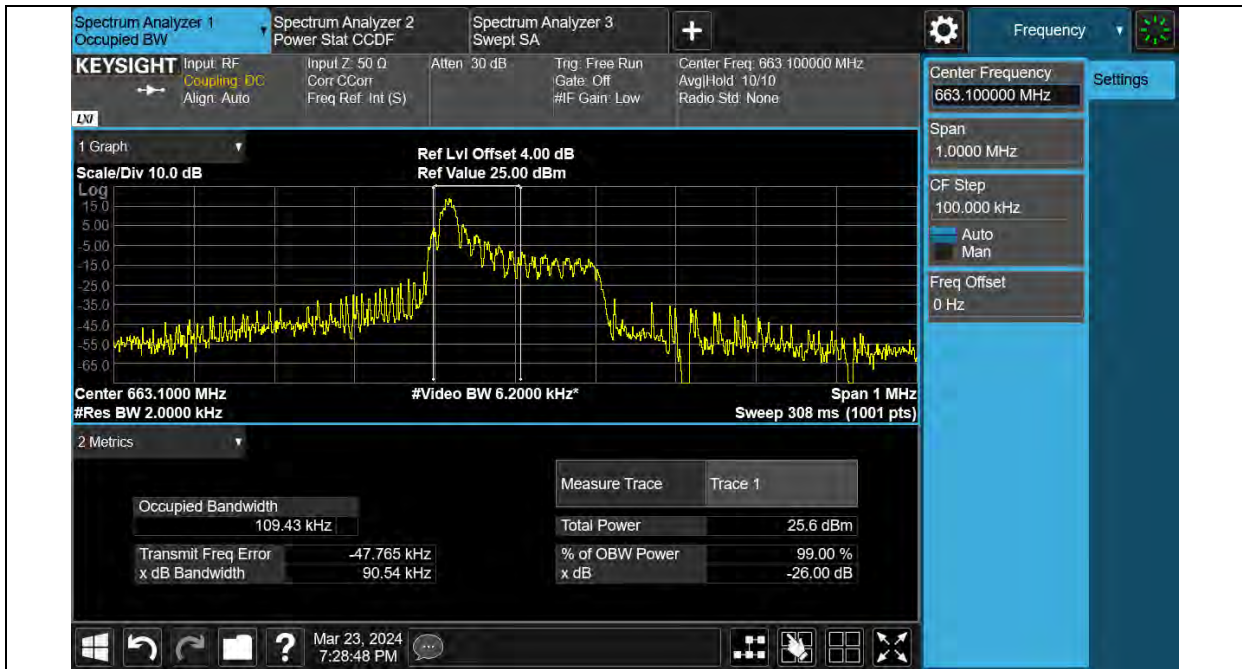 Spectrum Analyzer 1
Occupied BW
Spectrum Analyzer 2
Power Stat CCDF
Spectrum Analyzer 3
Swept SA
Frequency
KEYSIGHT
Input: RF
Coupling: DC
Align: Auto
Input Z: 50 Ω
Corr CCorr
Freq Ref: Int (S)
Atten: 30 dB
Trig: Free Run
Gate: Off
#IF Gain: Low
Center Freq: 663.100000 MHz
Avg|Hold: 10/10
Radio Std: None
LXI
1 Graph
Scale/Div 10.0 dB
Ref Lvl Offset 4.00 dB
Ref Value 25.00 dBm
Log
15.0
5.00
-5.00
-15.0
-25.0
-35.0
-45.0
-55.0
-65.0
Center 663.1000 MHz
#Video BW 6.2000 kHz*
Span 1 MHz
#Res BW 2.0000 kHz
Sweep 308 ms (1001 pts)
2 Metrics
Measure Trace Trace 1
Occupied Bandwidth
109.43 kHz
Total Power 25.6 dBm
Transmit Freq Error -47.765 kHz
% of OBW Power 99.00 %
x dB Bandwidth 90.54 kHz
x dB -26.00 dB
Center Frequency
663.100000 MHz
Settings
Span
1.0000 MHz
CF Step
100.000 kHz
Auto
Man
Freq Offset
0 Hz
Mar 23, 2024
7:28:48 PM